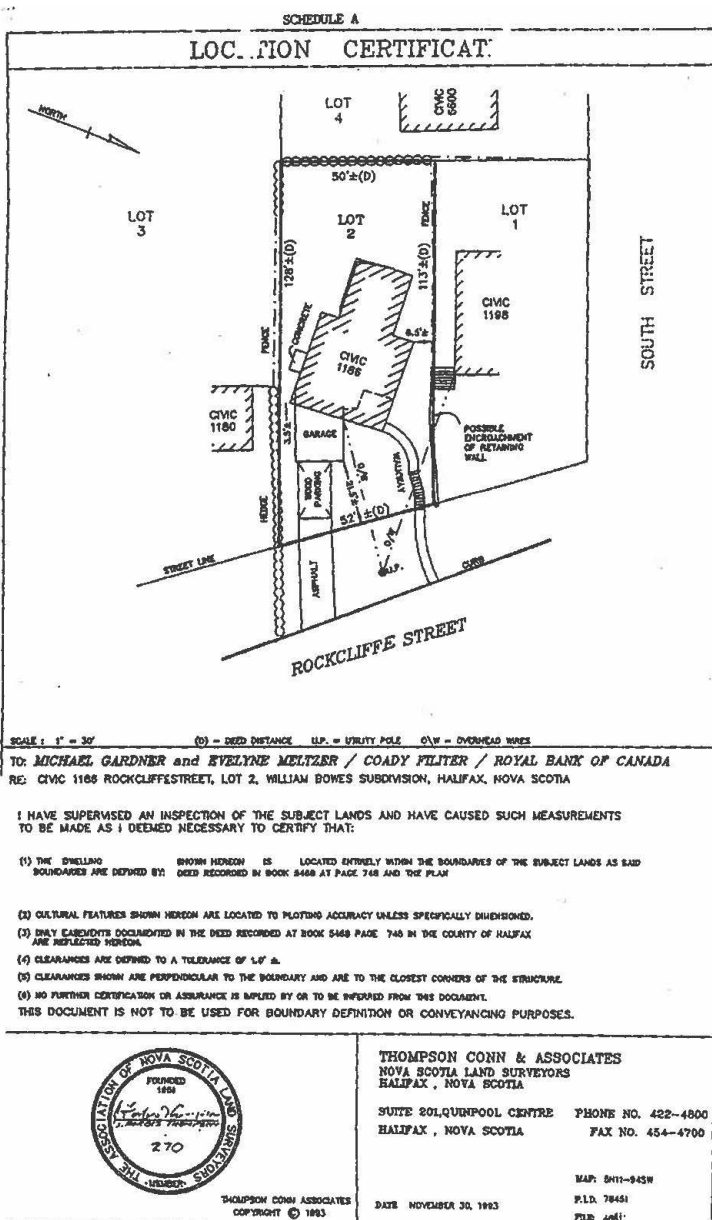 SCHEDULE A
LOC..TION CERTIFICAT
NORTH
LOT
4
CIVIC
5600
50'±(D)
LOT
3
LOT
2
LOT
1
FENCE
128'±(D)
113'±(D)
SOUTH STREET
CONCRETE
CIVIC
1198
FENCE
CIVIC
1186
8.5'±
CIVIC
1180
3.5'±
GARAGE
POSSIBLE
ENCROACHMENT
OF RETAINING
WALL
WALKWAY
HEDGE
WOOD
PARKING
O/W
52' ±(D)
O/W
STREET LINE
ASPHALT
U.P.
CURB
ROCKCLIFFE STREET
SCALE : 1" = 30' (D) = DEED DISTANCE U.P. = UTILITY POLE O\W = OVERHEAD WIRES
TO: MICHAEL GARDNER and EVELYNE MELTZER / COADY FILITER / ROYAL BANK OF CANADA
RE: CIVIC 1186 ROCKCLIFFESTREET, LOT 2, WILLIAM BOWES SUBDIVISION, HALIFAX, NOVA SCOTIA
I HAVE SUPERVISED AN INSPECTION OF THE SUBJECT LANDS AND HAVE CAUSED SUCH MEASUREMENTS
TO BE MADE AS I DEEMED NECESSARY TO CERTIFY THAT:
(1) THE DWELLING SHOWN HEREON IS LOCATED ENTIRELY WITHIN THE BOUNDARIES OF THE SUBJECT LANDS AS SAID
BOUNDARIES ARE DEFINED BY: DEED RECORDED IN BOOK 5468 AT PAGE 746 AND THE PLAN
(2) CULTURAL FEATURES SHOWN HEREON ARE LOCATED TO PLOTTING ACCURACY UNLESS SPECIFICALLY DIMENSIONED.
(3) ONLY EASEMENTS DOCUMENTED IN THE DEED RECORDED AT BOOK 5468 PAGE 746 IN THE COUNTY OF HALIFAX
ARE REFLECTED HEREON.
(4) CLEARANCES ARE DEFINED TO A TOLERANCE OF 1.0' ±.
(5) CLEARANCES SHOWN ARE PERPENDICULAR TO THE BOUNDARY AND ARE TO THE CLOSEST CORNERS OF THE STRUCTURE.
(6) NO FURTHER CERTIFICATION OR ASSURANCE IS IMPLIED BY OR TO BE INFERRED FROM THIS DOCUMENT.
THIS DOCUMENT IS NOT TO BE USED FOR BOUNDARY DEFINITION OR CONVEYANCING PURPOSES.
THE ASSOCIATION OF NOVA SCOTIA LAND SURVEYORS
FOUNDED
270
MEMBER
THOMPSON CONN ASSOCIATES
COPYRIGHT © 1993
THOMPSON CONN & ASSOCIATES
NOVA SCOTIA LAND SURVEYORS
HALIFAX , NOVA SCOTIA
SUITE 201,QUINPOOL CENTRE PHONE NO. 422-4800
HALIFAX , NOVA SCOTIA FAX NO. 454-4700
MAP: 5H11-94SW
DATE NOVEMBER 30, 1993 P.I.D. 78451
FILE